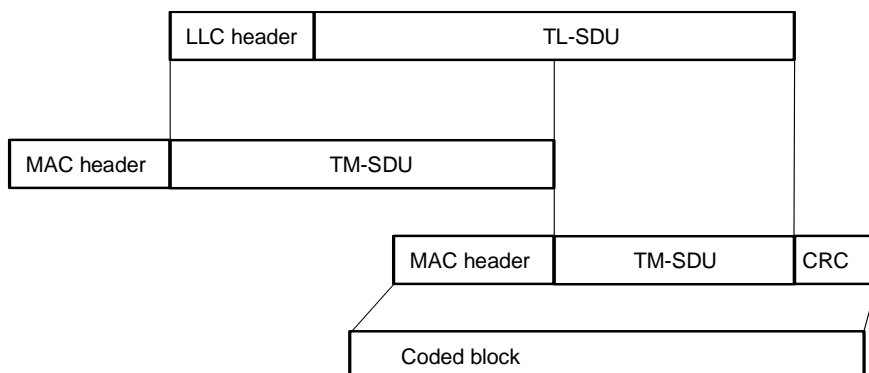 LLC header TL-SDU
MAC header TM-SDU
MAC header TM-SDU CRC
Coded block